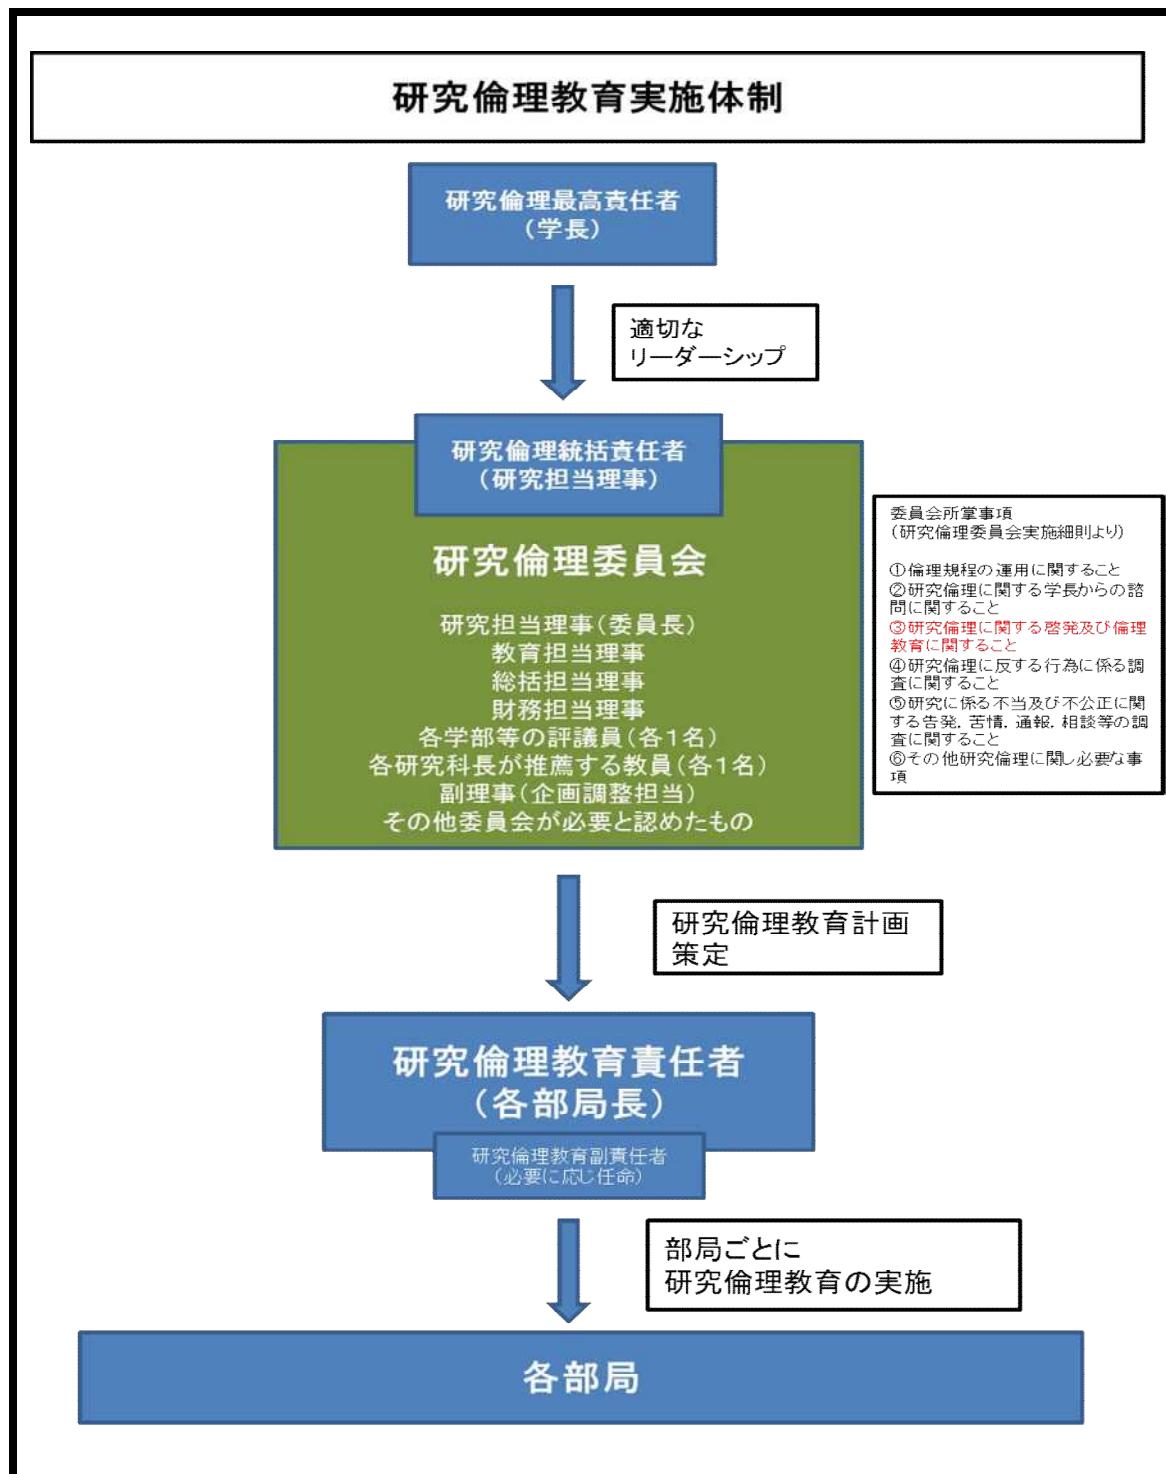 研究倫理教育実施体制
研究倫理最高責任者
（学長）
適切な
リーダーシップ
研究倫理統括責任者
（研究担当理事）
研究倫理委員会
研究担当理事（委員長）
教育担当理事
総括担当理事
財務担当理事
各学部等の評議員（各１名）
各研究科長が推薦する教員（各１名）
副理事（企画調整担当）
その他委員会が必要と認めたもの
委員会所掌事項
（研究倫理委員会実施細則より）
①倫理規程の運用に関すること
②研究倫理に関する学長からの諮
問に関すること
③研究倫理に関する啓発及び倫理
教育に関すること
④研究倫理に反する行為に係る調
査に関すること
⑤研究に係る不当及び不公正に関
する告発，苦情，通報，相談等の調
査に関すること
⑥その他研究倫理に関し必要な事
項
研究倫理教育計画
策定
研究倫理教育責任者
（各部局長）
研究倫理教育副責任者
（必要に応じ任命）
部局ごとに
研究倫理教育の実施
各部局